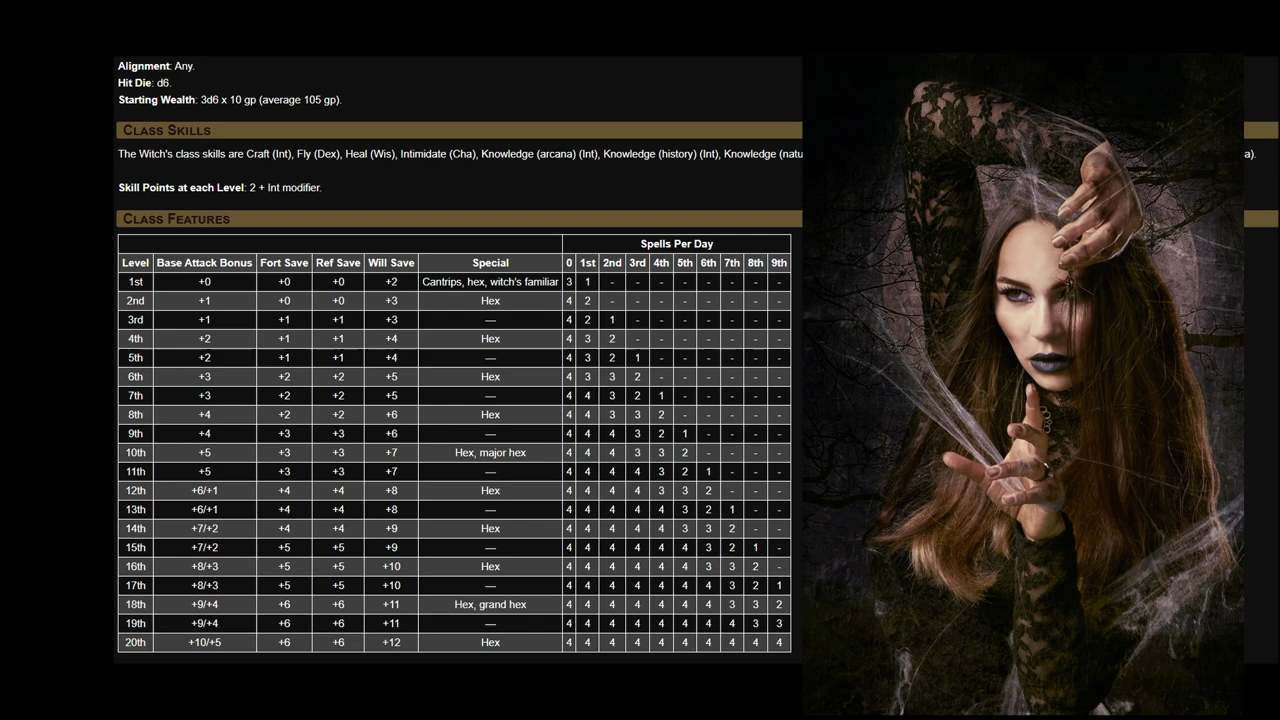 Alignment: Any.
Hit Die: d6.
Starting Wealth: 3d6 x 10 gp (average 105 gp).
Class Skills
The Witch's class skills are Craft (Int), Fly (Dex), Heal (Wis), Intimidate (Cha), Knowledge (arcana) (Int), Knowledge (history) (Int), Knowledge (natu a).
Skill Points at each Level: 2 + Int modifier.
Class Features
Spells Per Day
Level Base Attack Bonus Fort Save Ref Save Will Save Special 0 1st 2nd 3rd 4th 5th 6th 7th 8th 9th
1st +0 +0 +0 +2 Cantrips, hex, witch's familiar 3 1 - - - - - - - -
2nd +1 +0 +0 +3 Hex 4 2 - - - - - - - -
3rd +1 +1 +1 +3 — 4 2 1 - - - - - - -
4th +2 +1 +1 +4 Hex 4 3 2 - - - - - - -
5th +2 +1 +1 +4 — 4 3 2 1 - - - - - -
6th +3 +2 +2 +5 Hex 4 3 3 2 - - - - - -
7th +3 +2 +2 +5 — 4 4 3 2 1 - - - - -
8th +4 +2 +2 +6 Hex 4 4 3 3 2 - - - - -
9th +4 +3 +3 +6 — 4 4 4 3 2 1 - - - -
10th +5 +3 +3 +7 Hex, major hex 4 4 4 3 3 2 - - - -
11th +5 +3 +3 +7 — 4 4 4 4 3 2 1 - - -
12th +6/+1 +4 +4 +8 Hex 4 4 4 4 3 3 2 - - -
13th +6/+1 +4 +4 +8 — 4 4 4 4 4 3 2 1 - -
14th +7/+2 +4 +4 +9 Hex 4 4 4 4 4 3 3 2 - -
15th +7/+2 +5 +5 +9 — 4 4 4 4 4 4 3 2 1 -
16th +8/+3 +5 +5 +10 Hex 4 4 4 4 4 4 3 3 2 -
17th +8/+3 +5 +5 +10 — 4 4 4 4 4 4 4 3 2 1
18th +9/+4 +6 +6 +11 Hex, grand hex 4 4 4 4 4 4 4 3 3 2
19th +9/+4 +6 +6 +11 — 4 4 4 4 4 4 4 4 3 3
20th +10/+5 +6 +6 +12 Hex 4 4 4 4 4 4 4 4 4 4